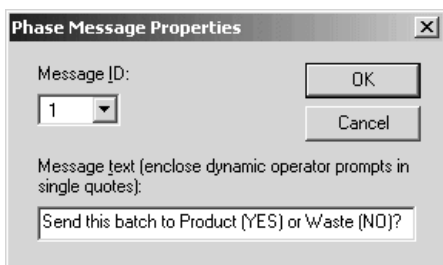 Phase Message Properties
Message ID:
1
OK
Cancel
Message text (enclose dynamic operator prompts in
single quotes):
Send this batch to Product (YES) or Waste (NO)?